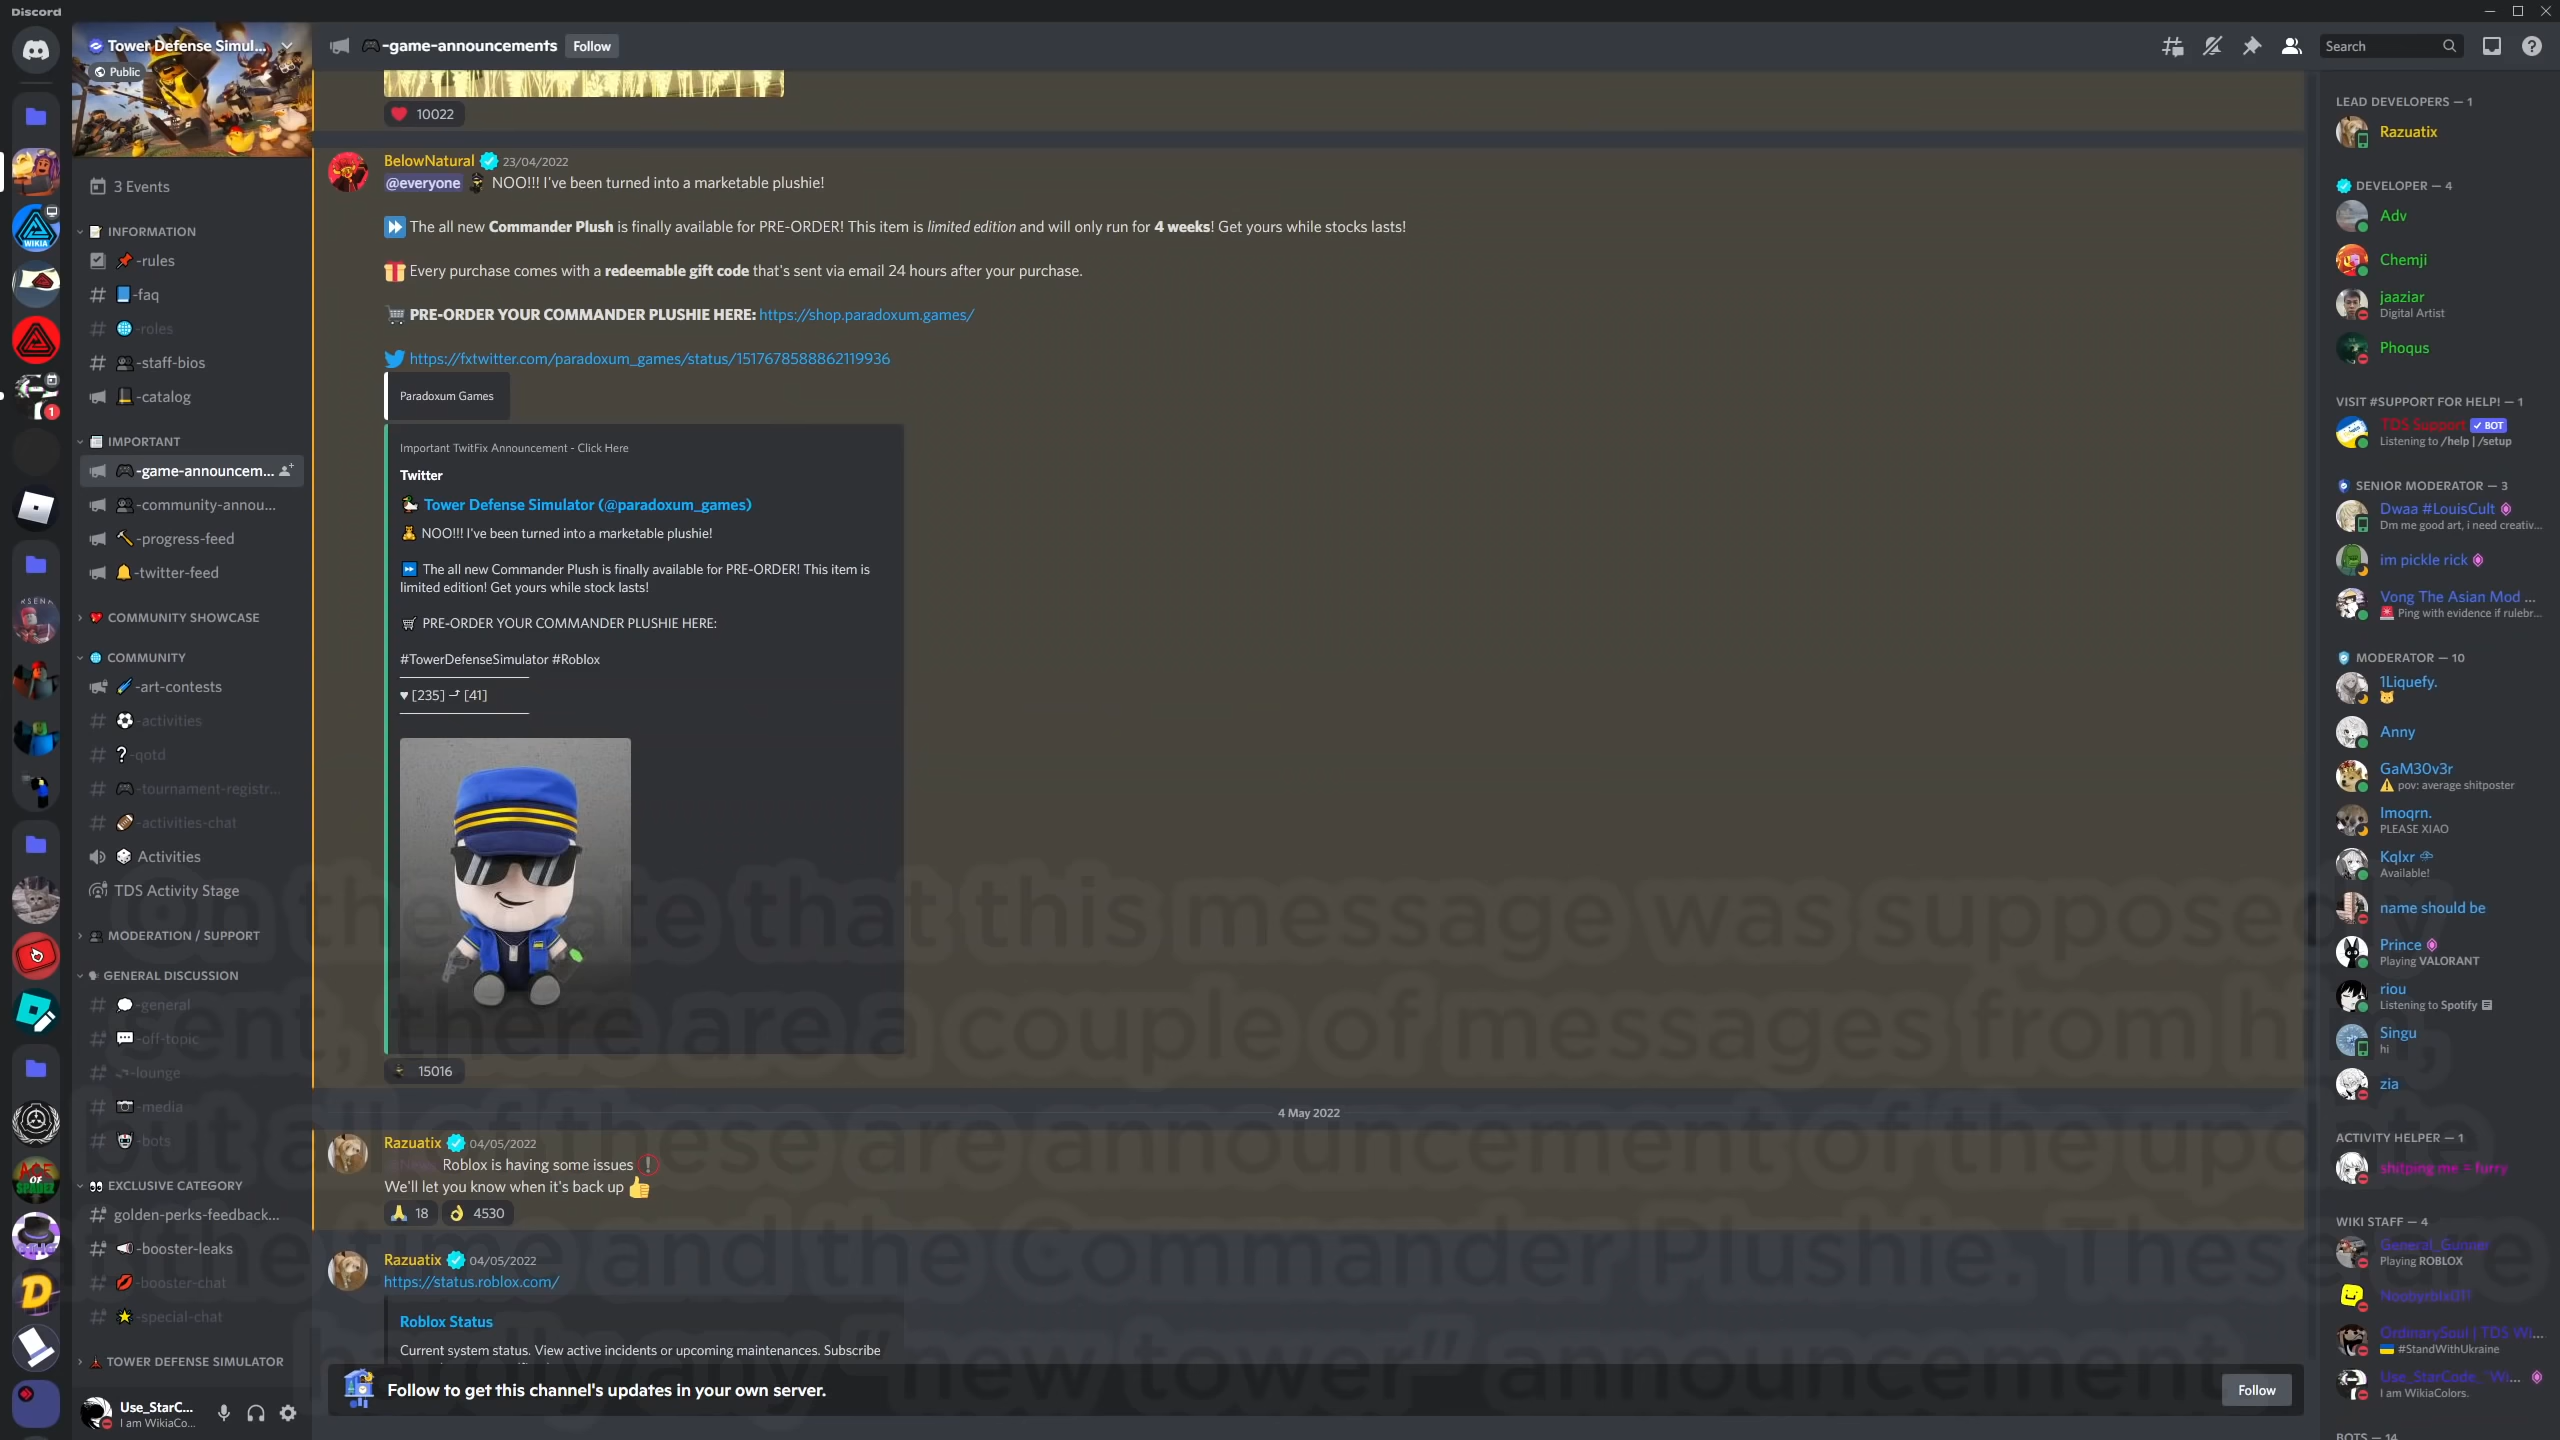 Discord
Tower Defense Simul...
Public
3 Events
INFORMATION
-rules
-faq
-roles
-staff-bios
-catalog
IMPORTANT
-game-announcem...
-community-annou...
-progress-feed
-twitter-feed
COMMUNITY SHOWCASE
COMMUNITY
-art-contests
-activities
-qotd
-tournament-registr...
-activities-chat
Activities
TDS Activity Stage
MODERATION / SUPPORT
GENERAL DISCUSSION
-general
-off-topic
-lounge
-media
-bots
EXCLUSIVE CATEGORY
golden-perks-feedback...
-booster-leaks
-booster-chat
-special-chat
TOWER DEFENSE SIMULATOR
Use_StarC...
I am WikiaCo...
WIKIA
1
ACE
OF
SPADEZ
-game-announcements
Follow
Search
10022
BelowNatural 23/04/2022
@everyone NOO!!! I've been turned into a marketable plushie!
The all new Commander Plush is finally available for PRE-ORDER! This item is limited edition and will only run for 4 weeks! Get yours while stocks lasts!
Every purchase comes with a redeemable gift code that's sent via email 24 hours after your purchase.
PRE-ORDER YOUR COMMANDER PLUSHIE HERE: https://shop.paradoxum.games/
https://fxtwitter.com/paradoxum_games/status/1517678588862119936
Paradoxum Games
Important TwitFix Announcement - Click Here
Twitter
Tower Defense Simulator (@paradoxum_games)
NOO!!! I've been turned into a marketable plushie!
The all new Commander Plush is finally available for PRE-ORDER! This item is
limited edition! Get yours while stock lasts!
PRE-ORDER YOUR COMMANDER PLUSHIE HERE:
#TowerDefenseSimulator #Roblox
♥ [235] [41]
15016
4 May 2022
Razuatix 04/05/2022
Roblox is having some issues
We'll let you know when it's back up
18 4530
Razuatix 04/05/2022
https://status.roblox.com/
Roblox Status
Current system status. View active incidents or upcoming maintenances. Subscribe
Follow to get this channel's updates in your own server.
Follow
On the date that this message was supposedly
sent, there are a couple of messages from him,
but all of these are announcement of the update
time and the Commander Plushie. These are
hardly any "new tower" announcement
LEAD DEVELOPERS — 1
Razuatix
DEVELOPER — 4
Adv
Chemji
jaaziar
Digital Artist
Phoqus
VISIT #SUPPORT FOR HELP! — 1
TDS Support BOT
Listening to /help | /setup
SENIOR MODERATOR — 3
Dwaa #LouisCult
Dm me good art, i need creativ...
im pickle rick
Vong The Asian Mod ...
Ping with evidence if rulebr...
MODERATOR — 10
1Liquefy.
Anny
GaM30v3r
pov: average shitposter
Imoqrn.
PLEASE XIAO
Kqlxr
Available!
name should be
Prince
Playing VALORANT
riou
Listening to Spotify
Singu
hi
zia
ACTIVITY HELPER — 1
shitping me = furry
WIKI STAFF — 4
General_Gunner
Playing ROBLOX
OrdinarySoul | TDS Wi...
#StandWithUkraine
Use_StarCode_"Wi...
I am WikiaColors.
BOTS — 14